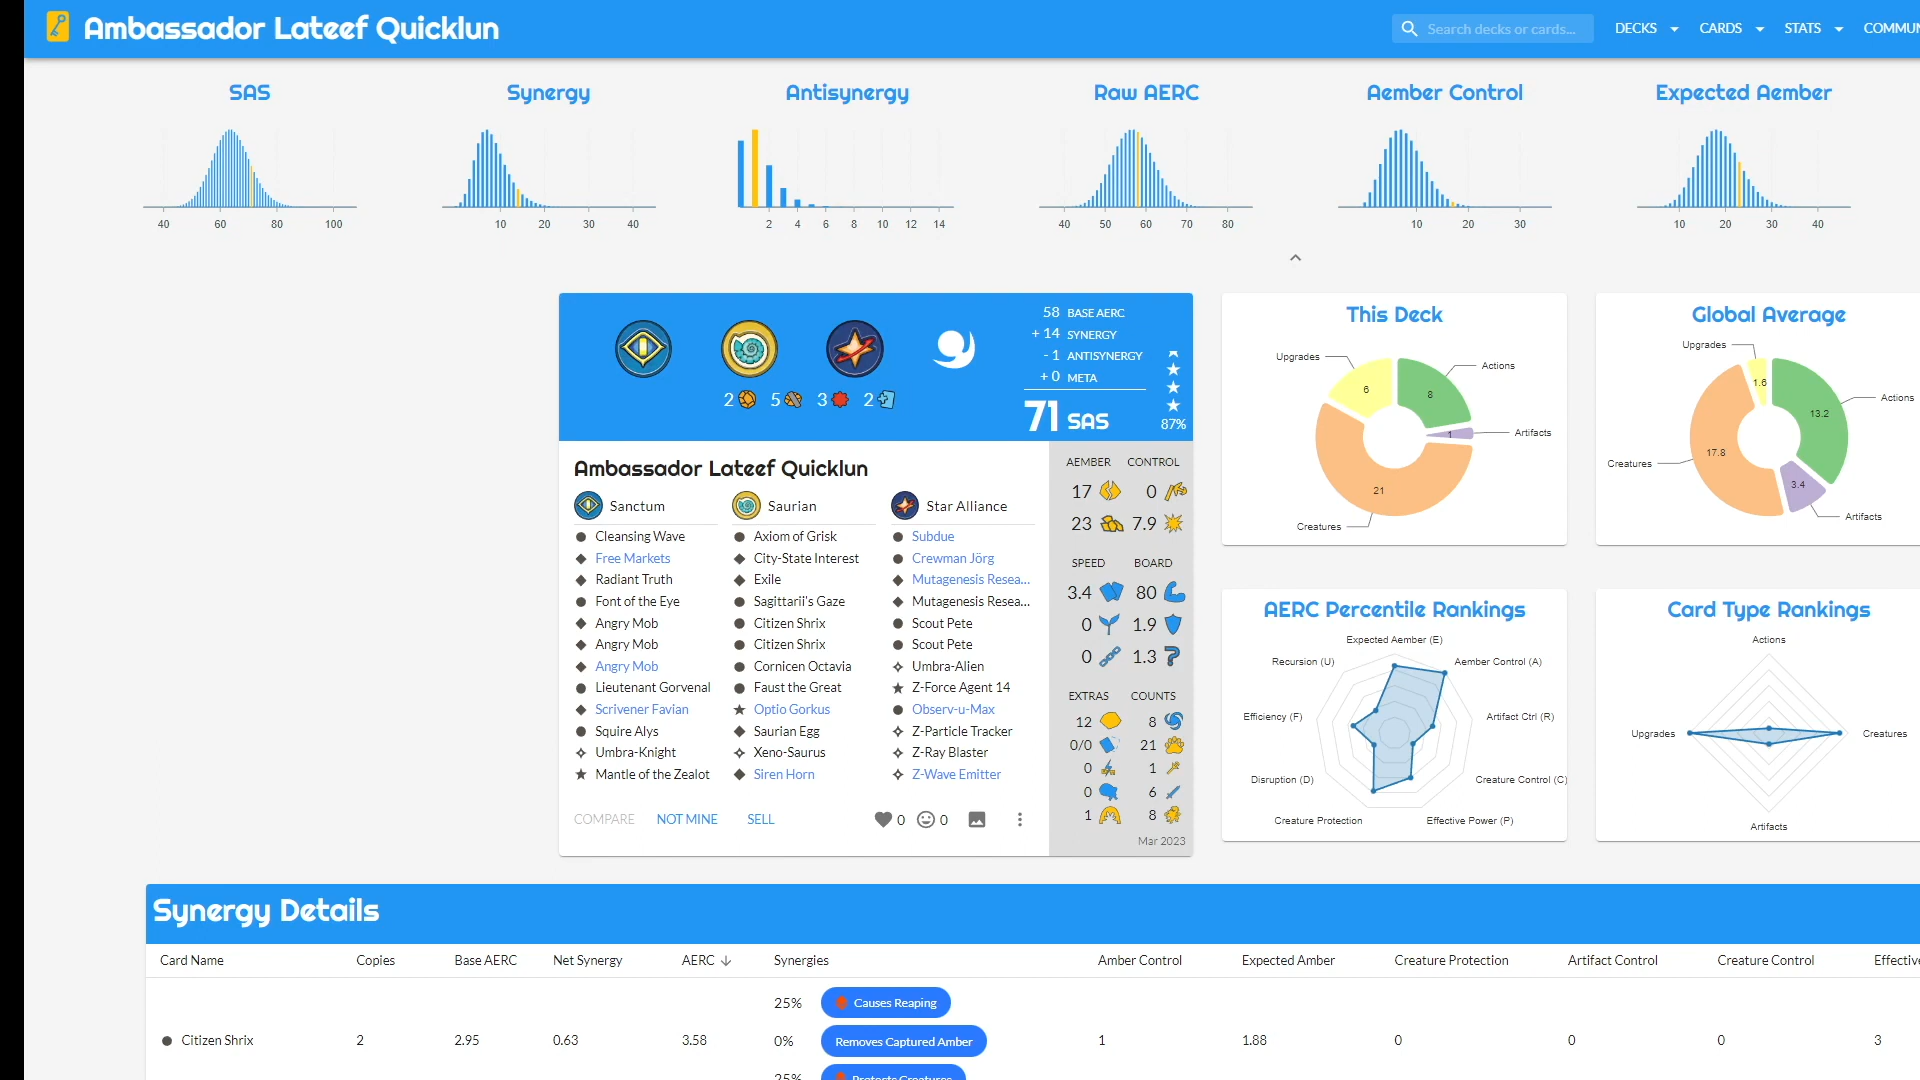 Ambassador Lateef Quicklun
Search decks or cards...
DECKS
CARDS
STATS
COMMUN
SAS
Synergy
Antisynergy
Raw AERC
Aember Control
Expected Aember
40 60 80 100
10 20 30 40
2 4 6 8 10 12 14
40 50 60 70 80
10 20 30
10 20 30 40
58 BASE AERC
+ 14 SYNERGY
- 1 ANTISYNERGY
+ 0 META
71 SAS
87%
2 5 3 2
Ambassador Lateef Quicklun
Sanctum
Cleansing Wave
Free Markets
Radiant Truth
Font of the Eye
Angry Mob
Angry Mob
Angry Mob
Lieutenant Gorvenal
Scrivener Favian
Squire Alys
Umbra-Knight
Mantle of the Zealot
Saurian
Axiom of Grisk
City-State Interest
Exile
Sagittarii's Gaze
Citizen Shrix
Citizen Shrix
Cornicen Octavia
Faust the Great
Optio Gorkus
Saurian Egg
Xeno-Saurus
Siren Horn
Star Alliance
Subdue
Crewman Jörg
Mutagenesis Resea...
Mutagenesis Resea...
Scout Pete
Scout Pete
Umbra-Alien
Z-Force Agent 14
Observ-u-Max
Z-Particle Tracker
Z-Ray Blaster
Z-Wave Emitter
COMPARE
NOT MINE
SELL
0
0
AEMBER CONTROL
17 0
23 7.9
SPEED BOARD
3.4 80
0 1.9
0 1.3
EXTRAS COUNTS
12 8
0/0 21
0 1
0 6
1 8
Mar 2023
This Deck
Upgrades
Actions
6
8
1
Artifacts
21
Creatures
Global Average
Upgrades
1.6
Actions
13.2
17.8
Creatures
3.4
Artifacts
AERC Percentile Rankings
Expected Aember (E)
Recursion (U)
Aember Control (A)
Efficiency (F)
Artifact Ctrl (R)
Disruption (D)
Creature Control (C)
Creature Protection
Effective Power (P)
Card Type Rankings
Actions
Upgrades
Creatures
Artifacts
Synergy Details
Card Name Copies Base AERC Net Synergy AERC Synergies Amber Control Expected Amber Creature Protection Artifact Control Creature Control Effective
25% Causes Reaping
Citizen Shrix 2 2.95 0.63 3.58 0% Removes Captured Amber 1 1.88 0 0 0 3
25% Protects Creatures